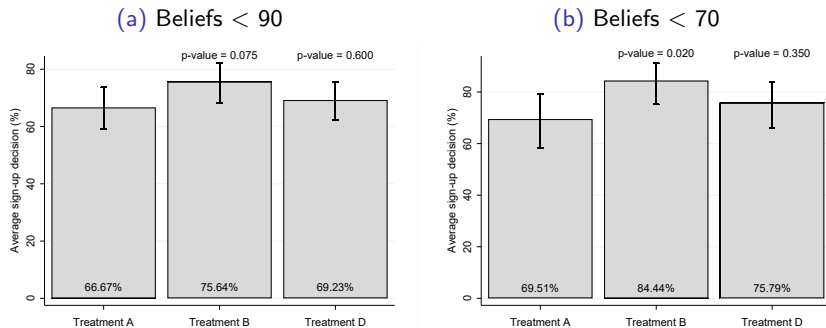 (a) Beliefs < 90
p-value = 0.075 p-value = 0.600
Average sign-up decision (%)
80
60
40
20
0
66.67% 75.64% 69.23%
Treatment A Treatment B Treatment D
(b) Beliefs < 70
p-value = 0.020 p-value = 0.350
Average sign-up decision (%)
80
60
40
20
0
69.51% 84.44% 75.79%
Treatment A Treatment B Treatment D